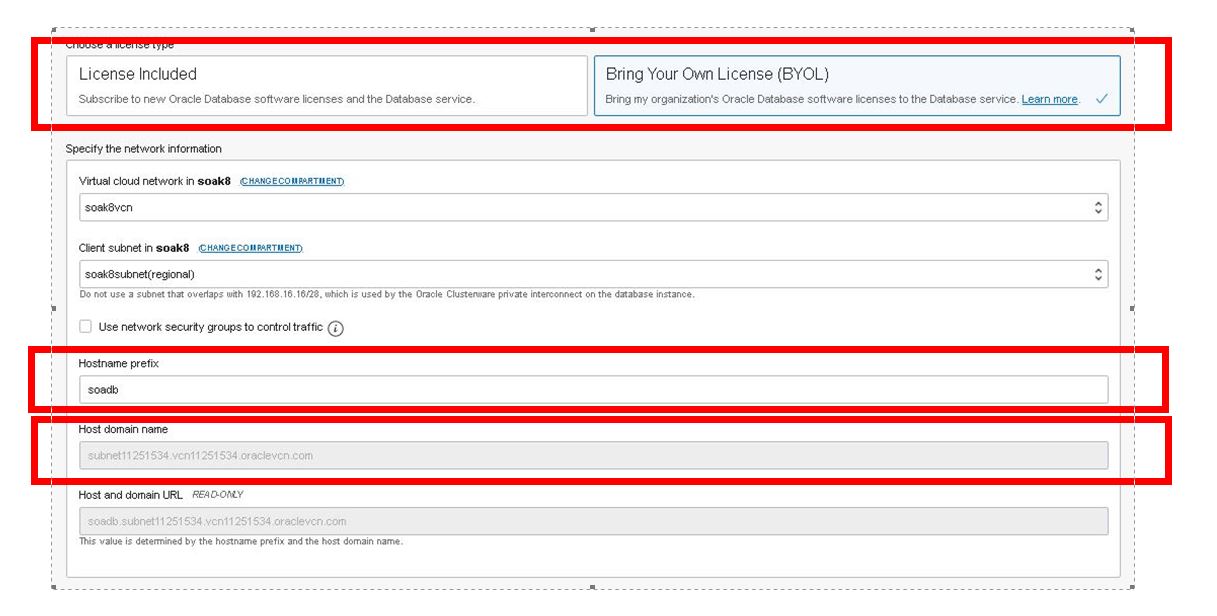 Choose a license type
License Included
Subscribe to new Oracle Database software licenses and the Database service.
Bring Your Own License (BYOL)
Bring my organization's Oracle Database software licenses to the Database service. Learn more.
Specify the network information
Virtual cloud network in soak8 (CHANGE COMPARTMENT)
soak8vcn
Client subnet in soak8 (CHANGE COMPARTMENT)
soak8subnet(regional)
Do not use a subnet that overlaps with 192.168.16.16/28, which is used by the Oracle Clusterware private interconnect on the database instance.
Use network security groups to control traffic i
Hostname prefix
soadb
Host domain name
subnet11251534.vcn11251534.oraclevcn.com
Host and domain URL READ-ONLY
soadb.subnet11251534.vcn11251534.oraclevcn.com
This value is determined by the hostname prefix and the host domain name.